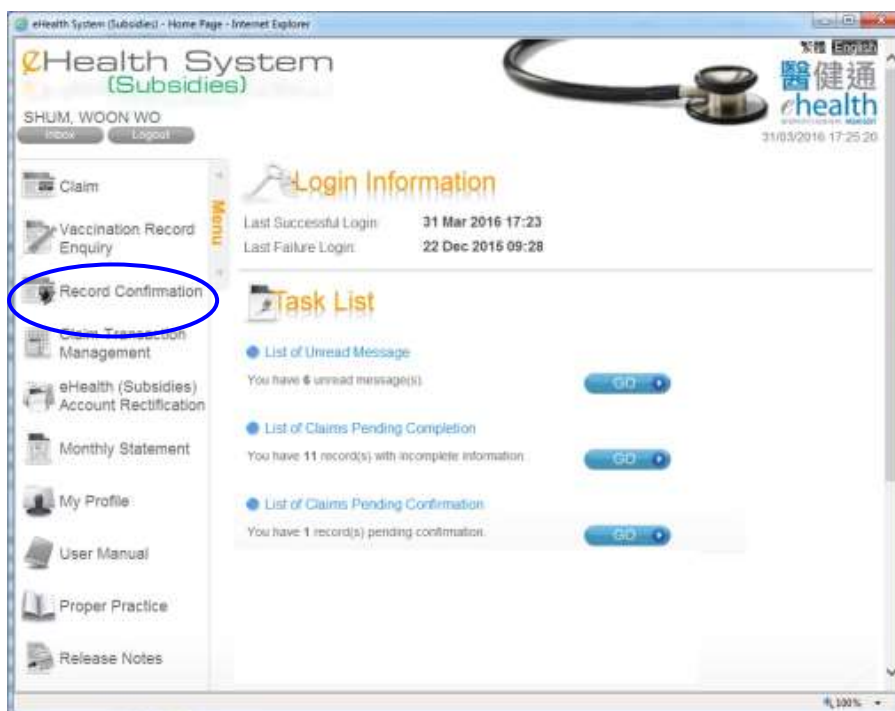 eHealth System (Subsidies) - Home Page - Internet Explorer
eHealth System
(Subsidies)
繁體 English
醫健通
ehealth
SHUM, WOON WO
Inbox Logout
31/03/2016 17:25:20
Menu
Claim
Vaccination Record
Enquiry
Record Confirmation
Claim Transaction
Management
eHealth (Subsidies)
Account Rectification
Monthly Statement
My Profile
User Manual
Proper Practice
Release Notes
Login Information
Last Successful Login: 31 Mar 2016 17:23
Last Failure Login: 22 Dec 2015 09:28
Task List
List of Unread Message
You have 6 unread message(s).
GO
List of Claims Pending Completion
You have 11 record(s) with incomplete information.
GO
List of Claims Pending Confirmation
You have 1 record(s) pending confirmation.
GO
100%